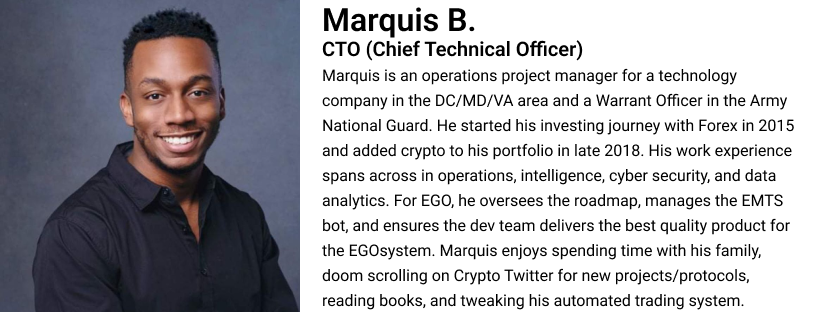 Marquis B.
CTO (Chief Technical Officer)
Marquis is an operations project manager for a technology
company in the DC/MD/VA area and a Warrant Officer in the Army
National Guard. He started his investing journey with Forex in 2015
and added crypto to his portfolio in late 2018. His work experience
spans across in operations, intelligence, cyber security, and data
analytics. For EGO, he oversees the roadmap, manages the EMTS
bot, and ensures the dev team delivers the best quality product for
the EGOsystem. Marquis enjoys spending time with his family,
doom scrolling on Crypto Twitter for new projects/protocols,
reading books, and tweaking his automated trading system.